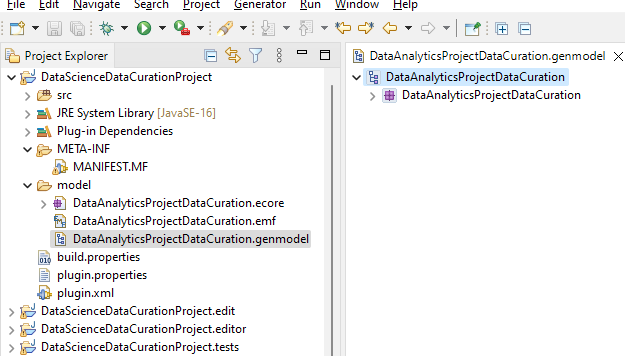 File Edit Navigate Search Project Generator Run Window Help
Project Explorer
DataScienceDataCurationProject
src
JRE System Library [JavaSE-16]
Plug-in Dependencies
META-INF
MANIFEST.MF
model
DataAnalyticsProjectDataCuration.ecore
DataAnalyticsProjectDataCuration.emf
DataAnalyticsProjectDataCuration.genmodel
build.properties
plugin.properties
plugin.xml
DataScienceDataCurationProject.edit
DataScienceDataCurationProject.editor
DataScienceDataCurationProject.tests
DataAnalyticsProjectDataCuration.genmodel
DataAnalyticsProjectDataCuration
DataAnalyticsProjectDataCuration